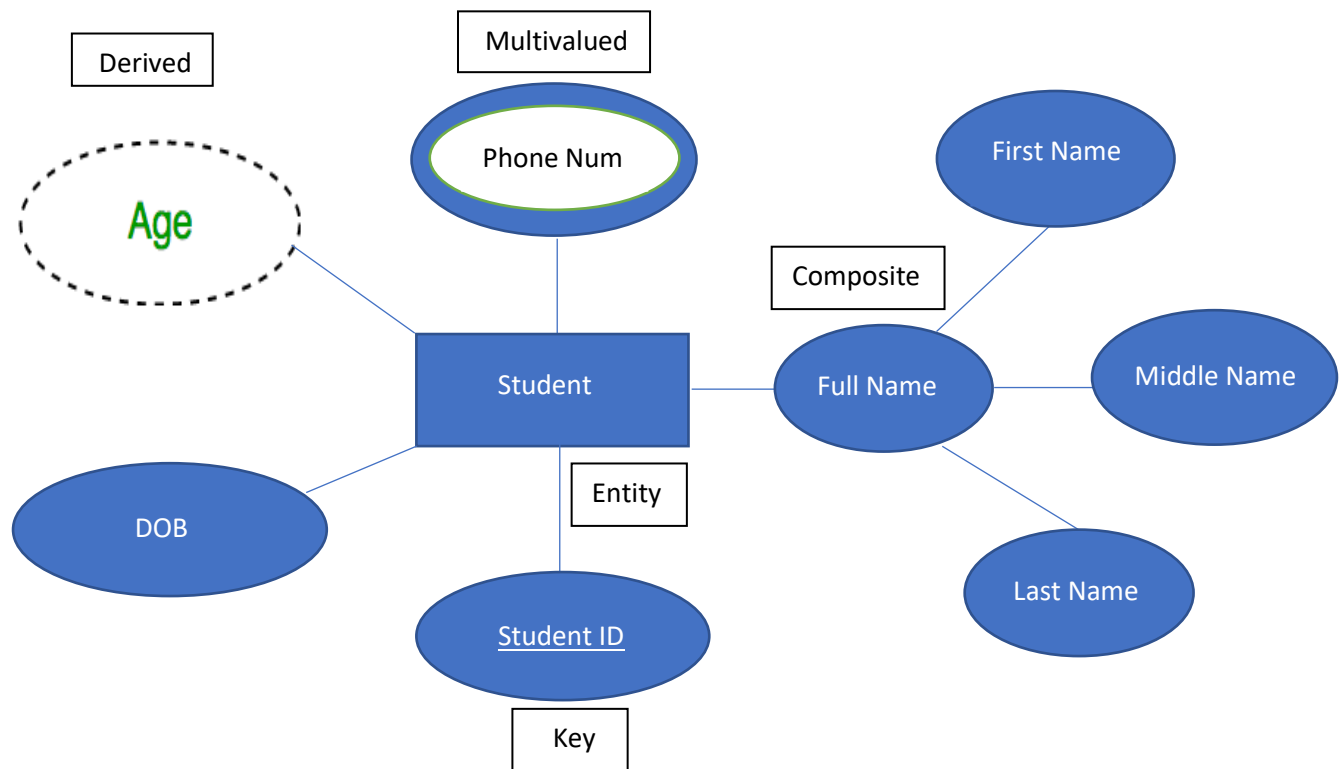 Derived
Multivalued
Age
Phone Num
First Name
Composite
Student
Full Name
Middle Name
Entity
DOB
Last Name
Student ID
Key